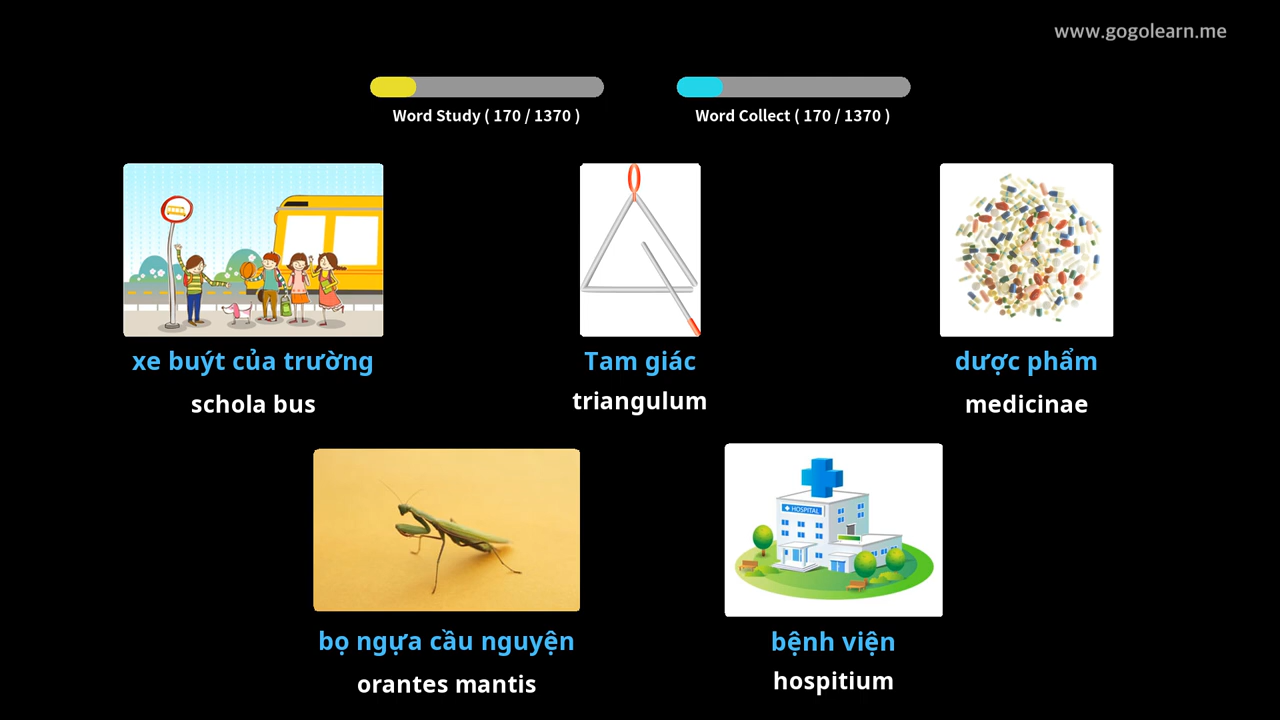 www.gogolearn.me
Word Study ( 170 / 1370 )
Word Collect ( 170 / 1370 )
xe buýt của trường
schola bus
Tam giác
triangulum
dược phẩm
medicinae
HOSPITAL
bọ ngựa cầu nguyện
orantes mantis
bệnh viện
hospitium